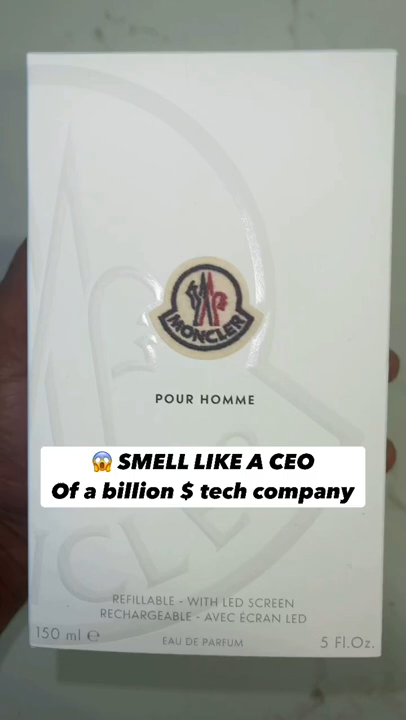 MONCLER
POUR HOMME
😱 SMELL LIKE A CEO
Of a billion $ tech company
REFILLABLE - WITH LED SCREEN
RECHARGEABLE - AVEC ÉCRAN LED
150 ml ℮
EAU DE PARFUM
5 Fl.Oz.